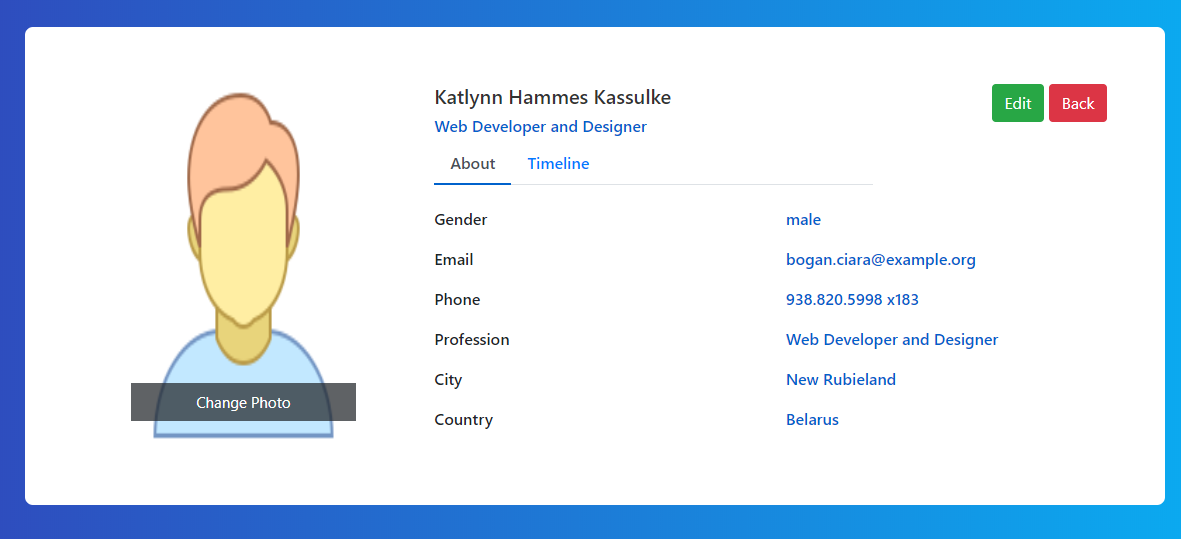 Katlynn Hammes Kassulke
Edit Back
Web Developer and Designer
About Timeline
Gender male
Email bogan.ciara@example.org
Phone 938.820.5998 x183
Profession Web Developer and Designer
City New Rubieland
Country Belarus
Change Photo